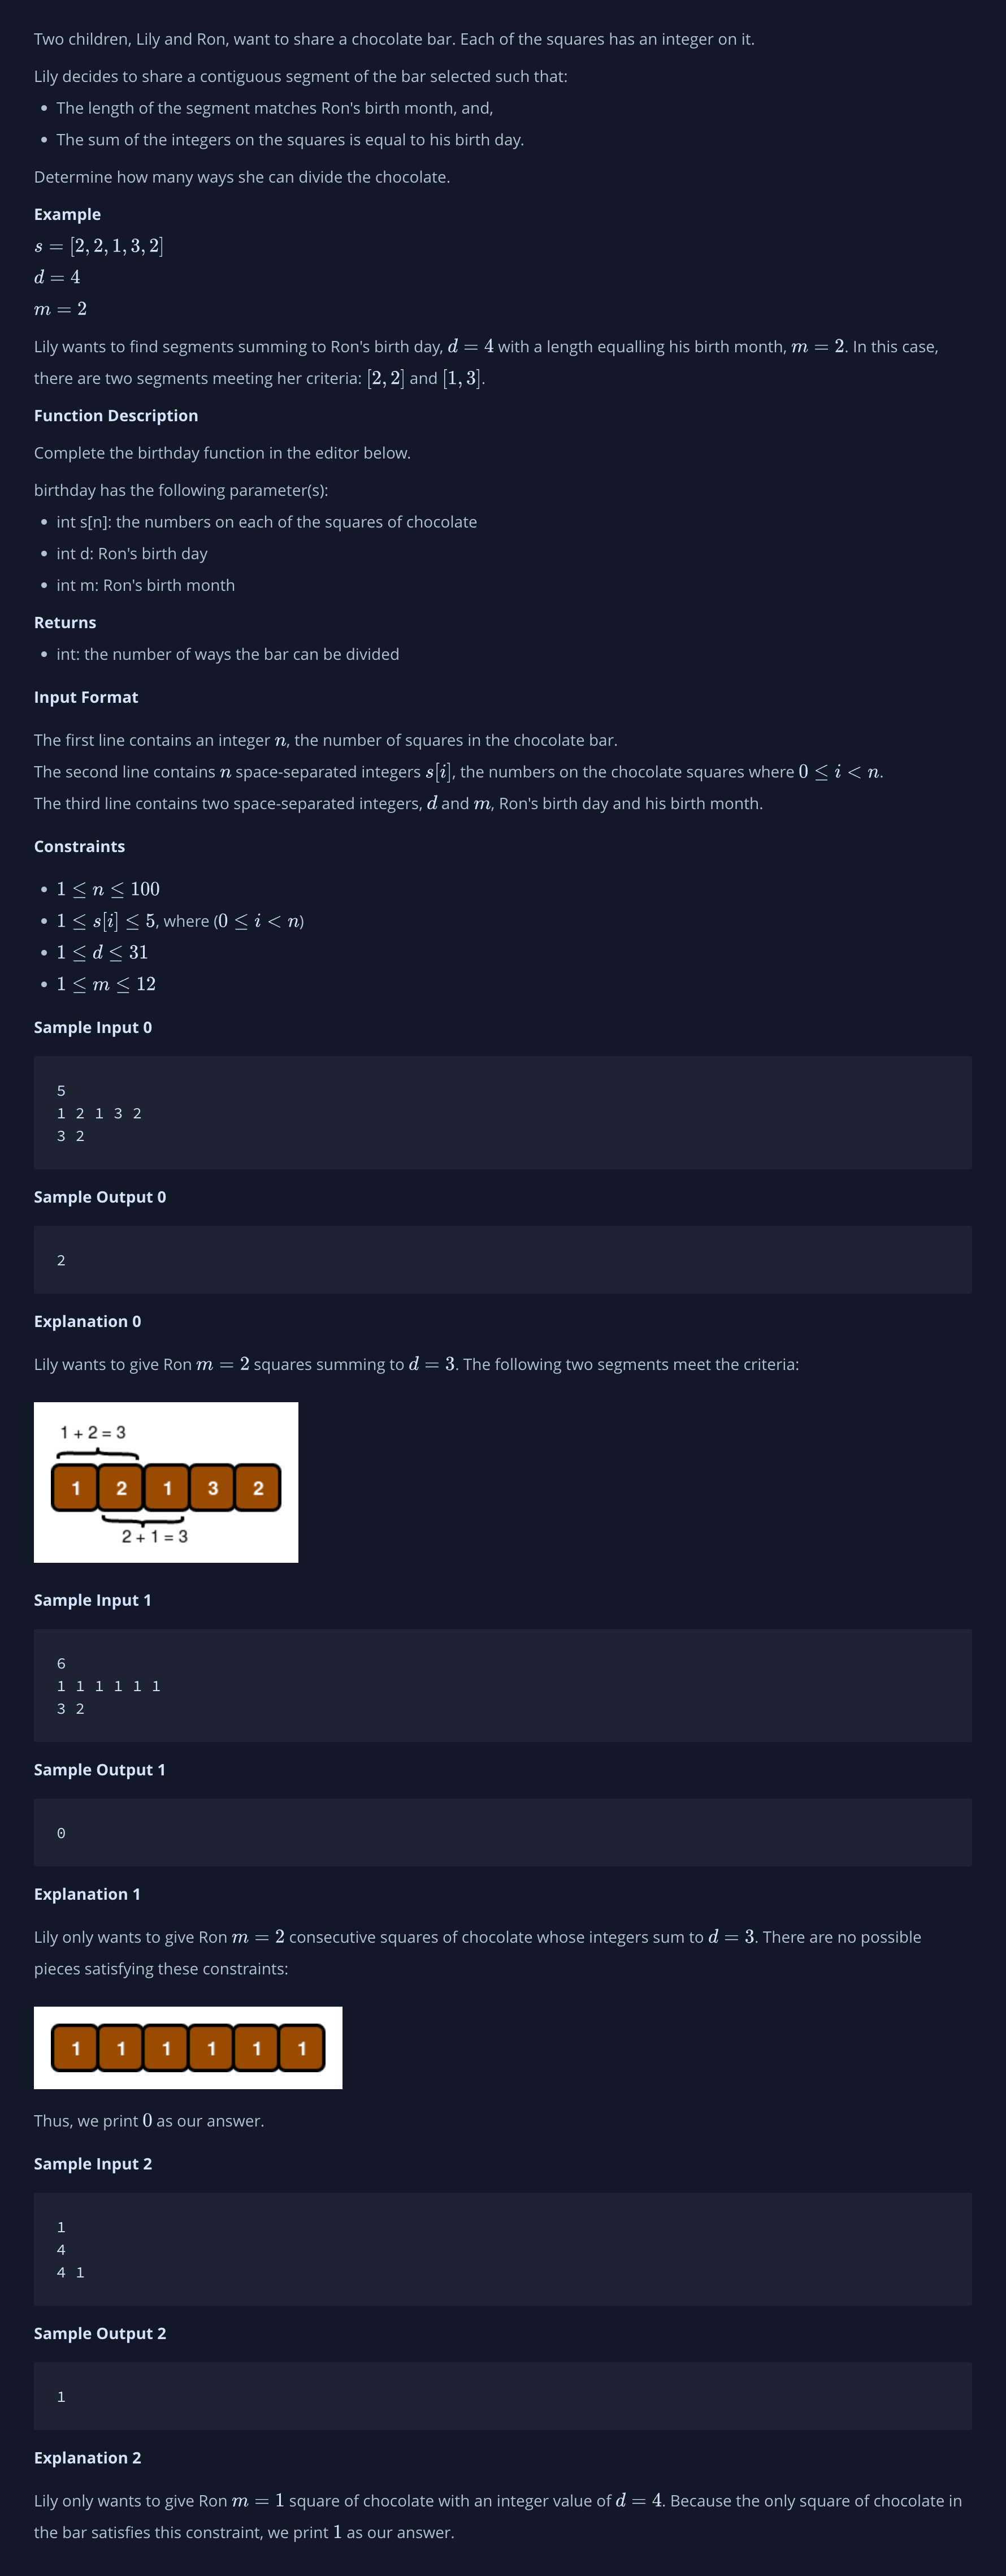 Two children, Lily and Ron, want to share a chocolate bar. Each of the squares has an integer on it.
Lily decides to share a contiguous segment of the bar selected such that:
• The length of the segment matches Ron's birth month, and,
• The sum of the integers on the squares is equal to his birth day.
Determine how many ways she can divide the chocolate.
Example
s = [2, 2, 1, 3, 2]
d = 4
m = 2
Lily wants to find segments summing to Ron's birth day, d = 4 with a length equalling his birth month, m = 2. In this case,
there are two segments meeting her criteria: [2, 2] and [1, 3].
Function Description
Complete the birthday function in the editor below.
birthday has the following parameter(s):
• int s[n]: the numbers on each of the squares of chocolate
• int d: Ron's birth day
• int m: Ron's birth month
Returns
• int: the number of ways the bar can be divided
Input Format
The first line contains an integer n, the number of squares in the chocolate bar.
The second line contains n space-separated integers s[i], the numbers on the chocolate squares where 0 ≤ i < n.
The third line contains two space-separated integers, d and m, Ron's birth day and his birth month.
Constraints
• 1 ≤ n ≤ 100
• 1 ≤ s[i] ≤ 5, where (0 ≤ i < n)
• 1 ≤ d ≤ 31
• 1 ≤ m ≤ 12
Sample Input 0
5
1 2 1 3 2
3 2
Sample Output 0
2
Explanation 0
Lily wants to give Ron m = 2 squares summing to d = 3. The following two segments meet the criteria:
1 + 2 = 3
1 2 1 3 2
2 + 1 = 3
Sample Input 1
6
1 1 1 1 1 1
3 2
Sample Output 1
0
Explanation 1
Lily only wants to give Ron m = 2 consecutive squares of chocolate whose integers sum to d = 3. There are no possible
pieces satisfying these constraints:
1 1 1 1 1 1
Thus, we print 0 as our answer.
Sample Input 2
1
4
4 1
Sample Output 2
1
Explanation 2
Lily only wants to give Ron m = 1 square of chocolate with an integer value of d = 4. Because the only square of chocolate in
the bar satisfies this constraint, we print 1 as our answer.